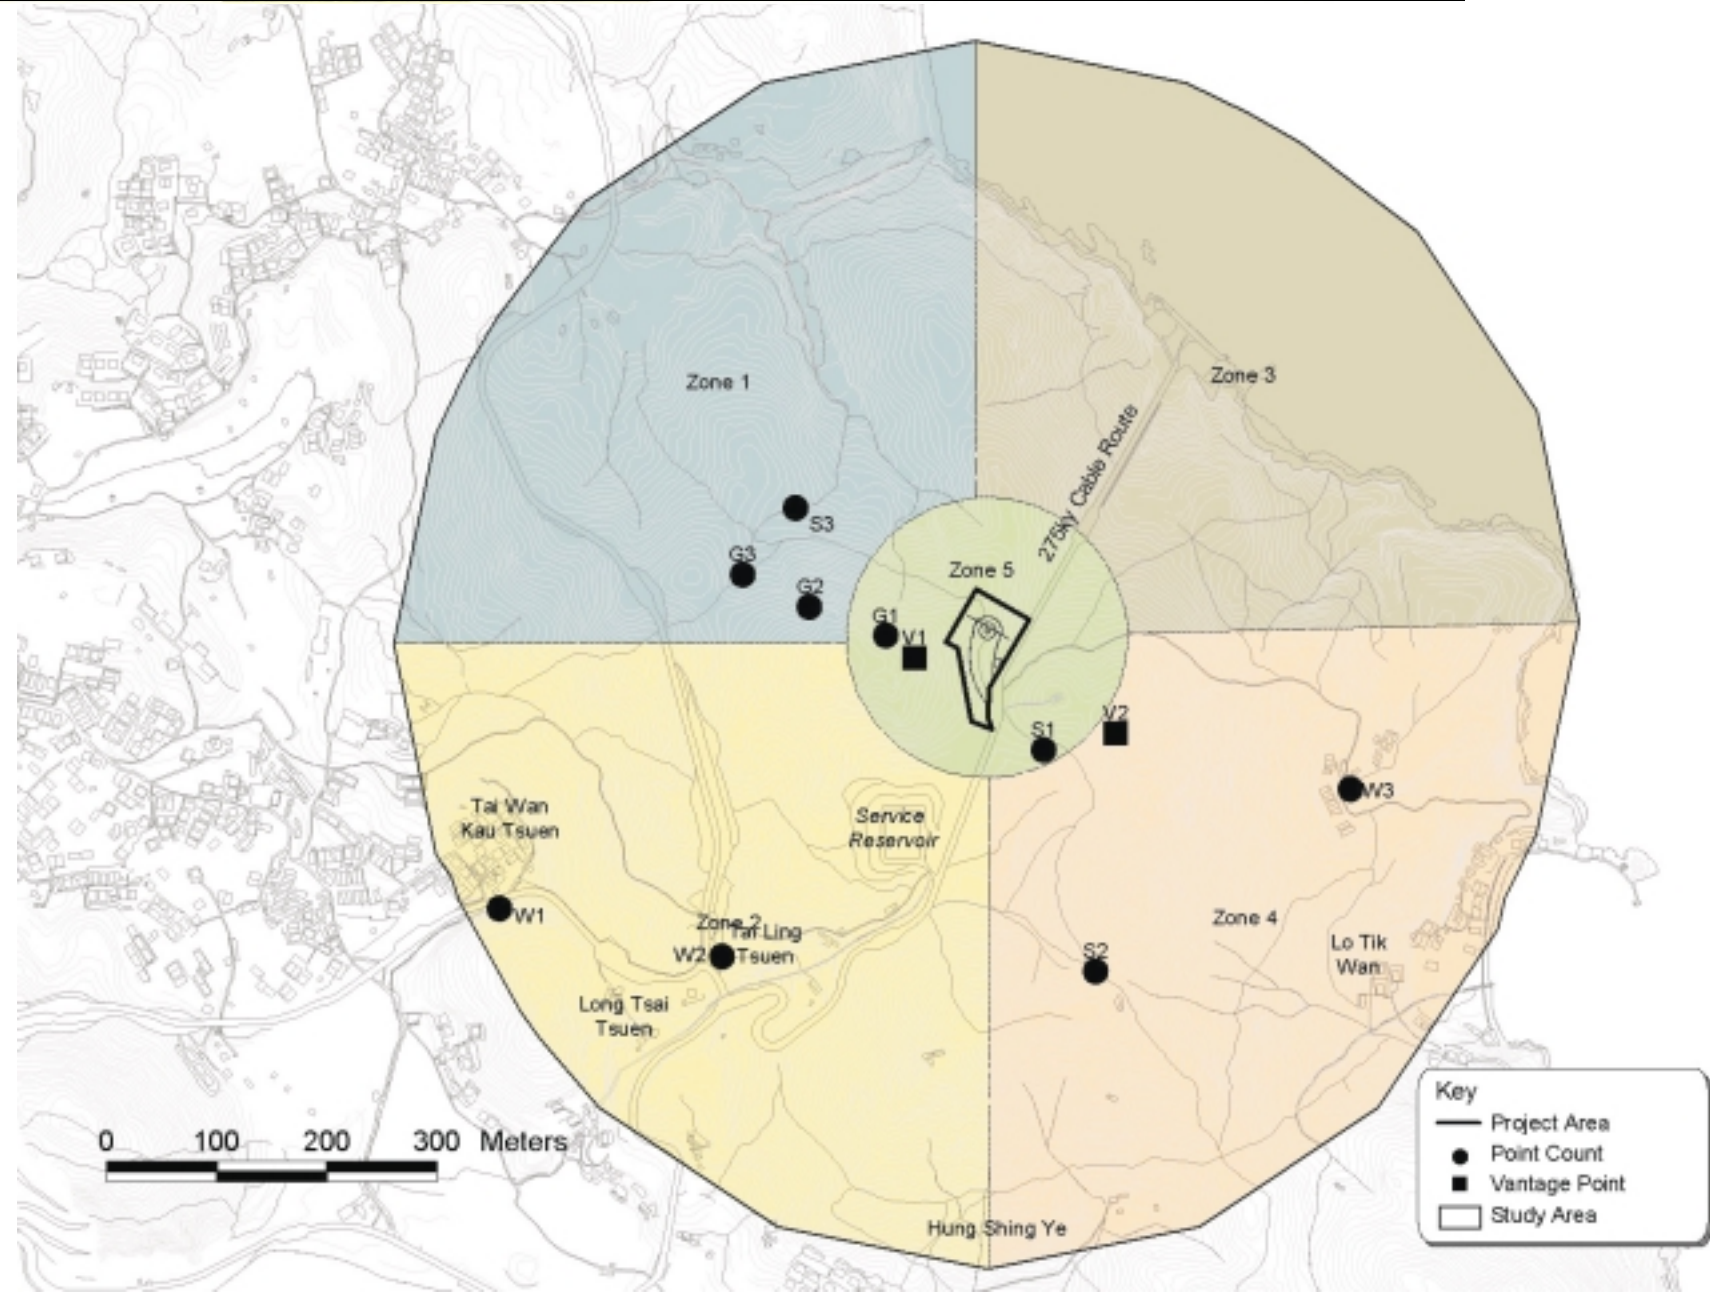 Zone 1
Zone 3
275kv Cable Route
S3
G3
G2
Zone 5
G1
V1
V2
S1
W3
Tai Wan
Kau Tsuen
Service
Reservoir
W1
Zone 2
Tai Ling
Tsuen
W2
Zone 4
S2
Lo Tik
Wan
Long Tsai
Tsuen
Hung Shing Ye
0 100 200 300 Meters
Key
Project Area
Point Count
Vantage Point
Study Area